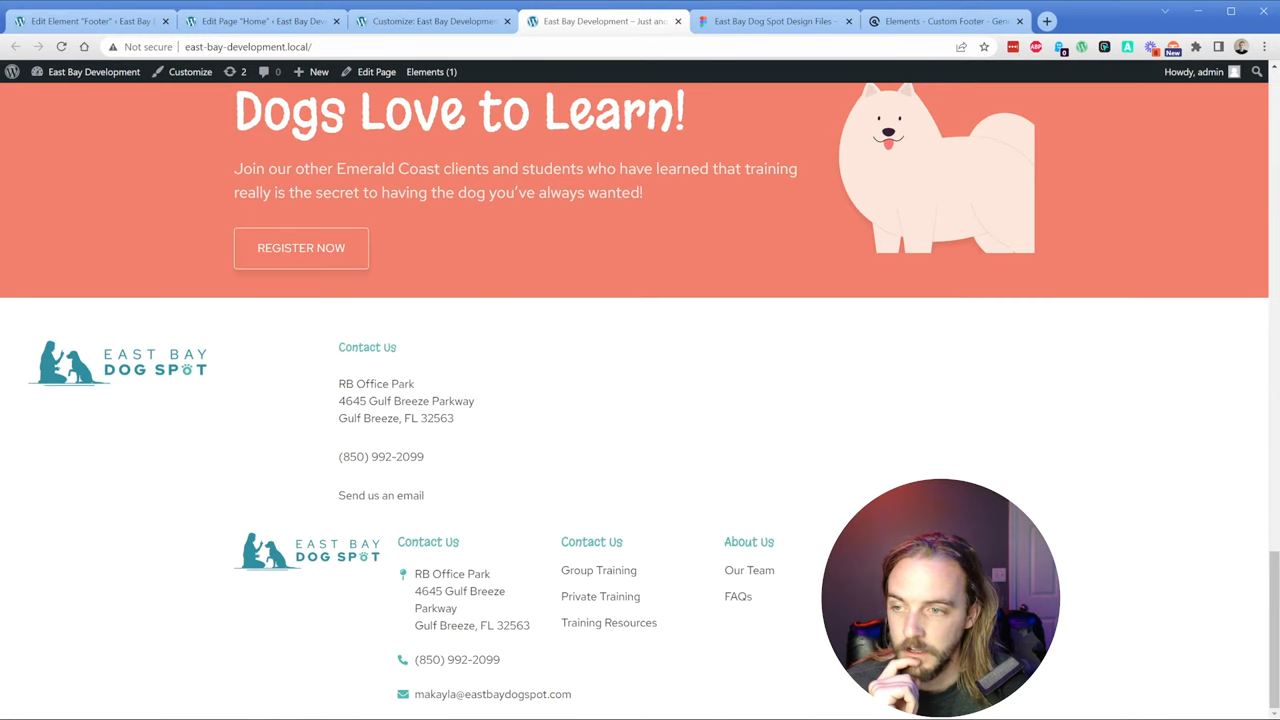 Edit Element "Footer" ‹ East Bay
Edit Page "Home" ‹ East Bay Dev
Customize: East Bay Development
East Bay Development – Just ano
East Bay Dog Spot Design Files –
Elements - Custom Footer - Gene
Not secure
east-bay-development.local/
0
8
New
East Bay Development
Customize
2
0
New
Edit Page
Elements (1)
Howdy, admin
Dogs Love to Learn!
Join our other Emerald Coast clients and students who have learned that training
really is the secret to having the dog you've always wanted!
REGISTER NOW
EAST BAY
DOG SPOT
Contact Us
RB Office Park
4645 Gulf Breeze Parkway
Gulf Breeze, FL 32563
(850) 992-2099
Send us an email
EAST BAY
DOG SPOT
Contact Us
RB Office Park
4645 Gulf Breeze
Parkway
Gulf Breeze, FL 32563
(850) 992-2099
makayla@eastbaydogspot.com
Contact Us
Group Training
Private Training
Training Resources
About Us
Our Team
FAQs